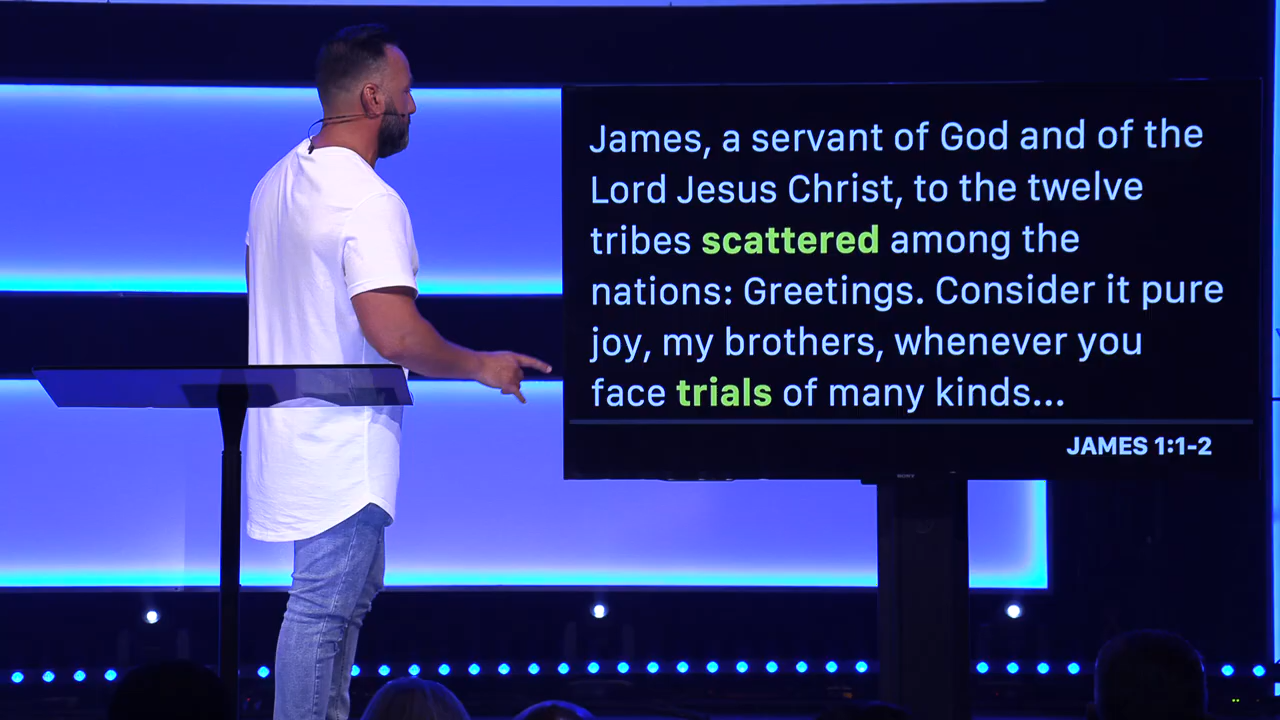 James, a servant of God and of the
Lord Jesus Christ, to the twelve
tribes scattered among the
nations: Greetings. Consider it pure
joy, my brothers, whenever you
face trials of many kinds...
JAMES 1:1-2
SONY